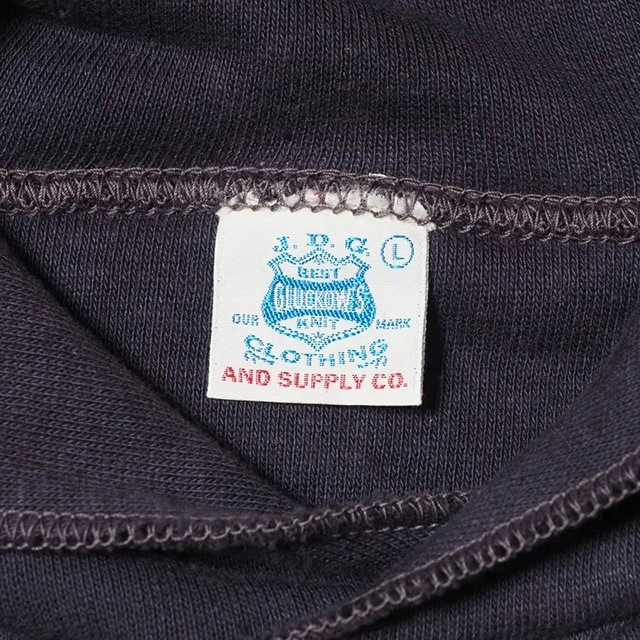 J.D.G.
L
BEST
GLUCKOW'S
OUR KNIT MARK
CLOTHING
AND SUPPLY CO.